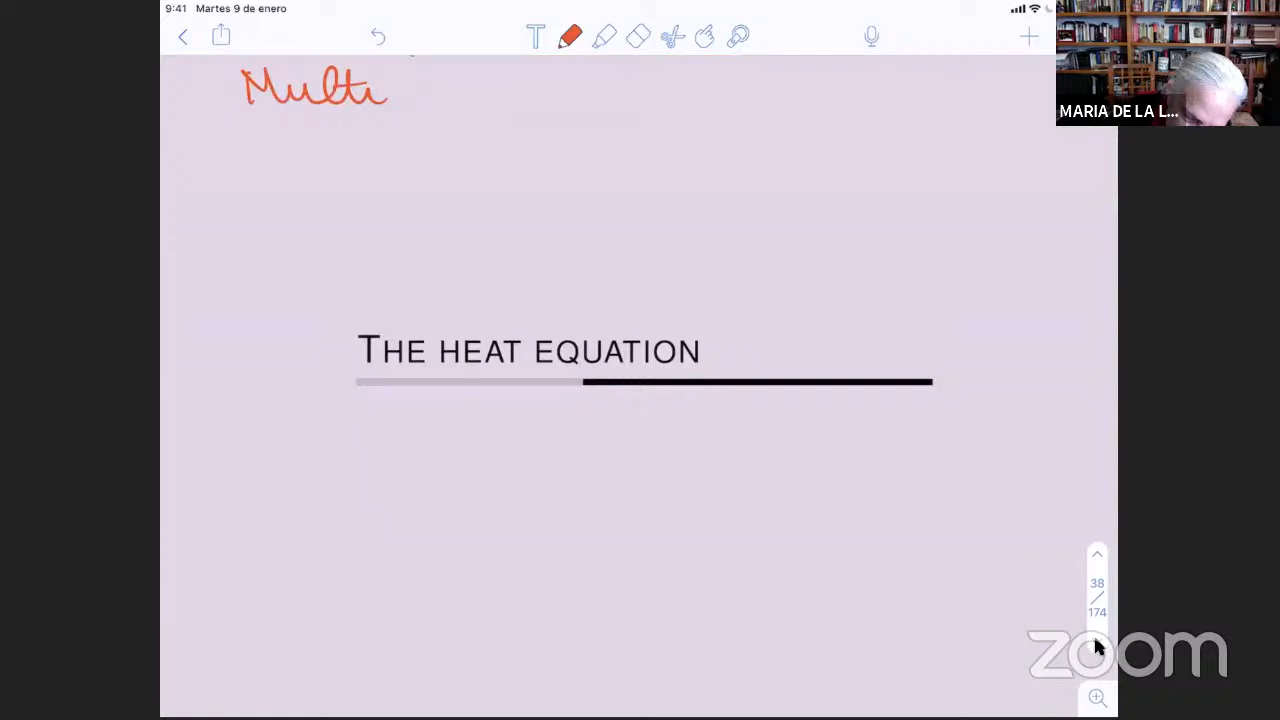 9:41 Martes 9 de enero
Multi
MARIA DE LA L...
THE HEAT EQUATION
38
174
zoom